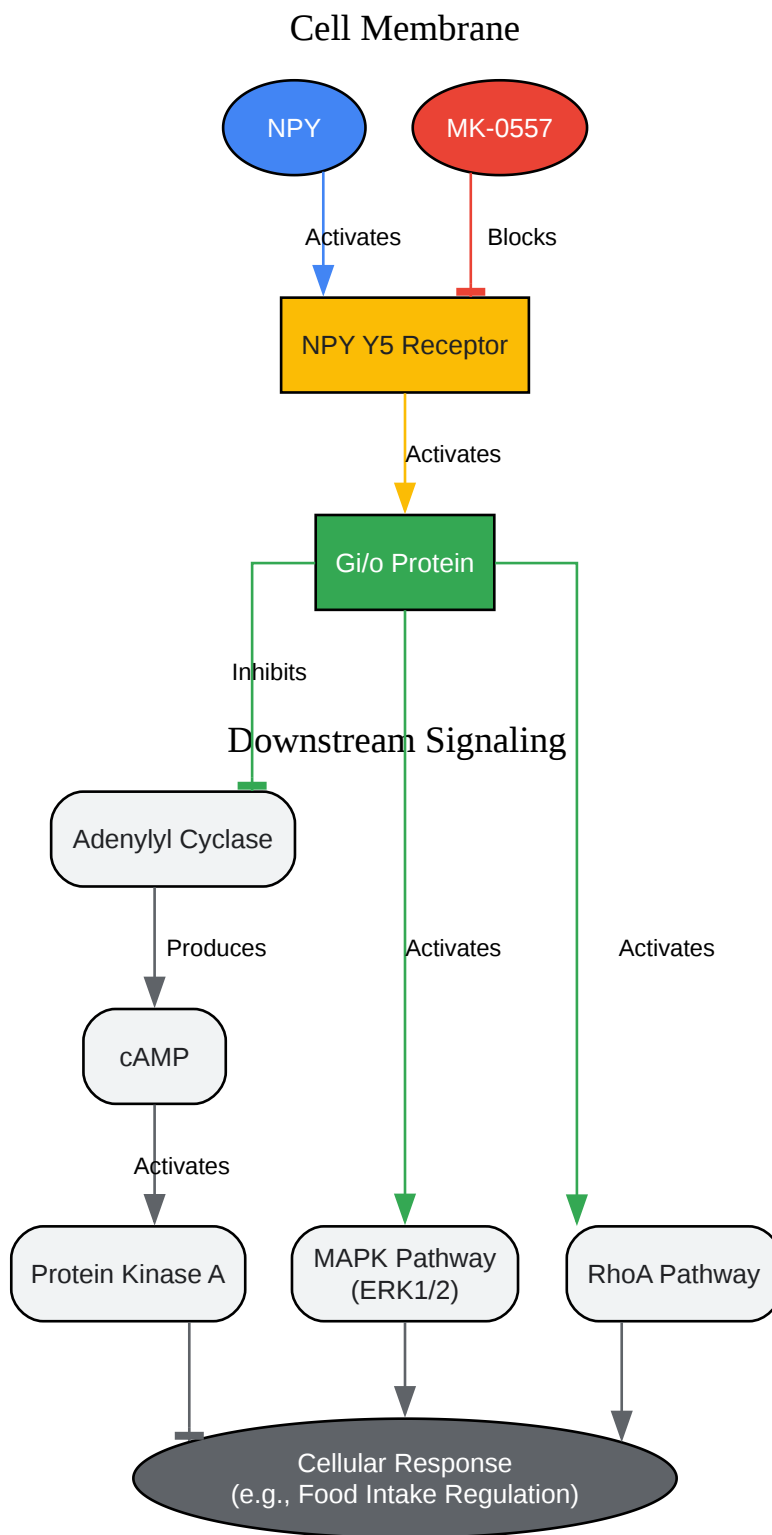 Cell Membrane
NPY
MK-0557
Activates
Blocks
NPY Y5 Receptor
Activates
Gi/o Protein
Inhibits
Downstream Signaling
Adenylyl Cyclase
Produces
Activates
Activates
cAMP
Activates
Protein Kinase A
MAPK Pathway
(ERK1/2)
RhoA Pathway
Cellular Response
(e.g., Food Intake Regulation)